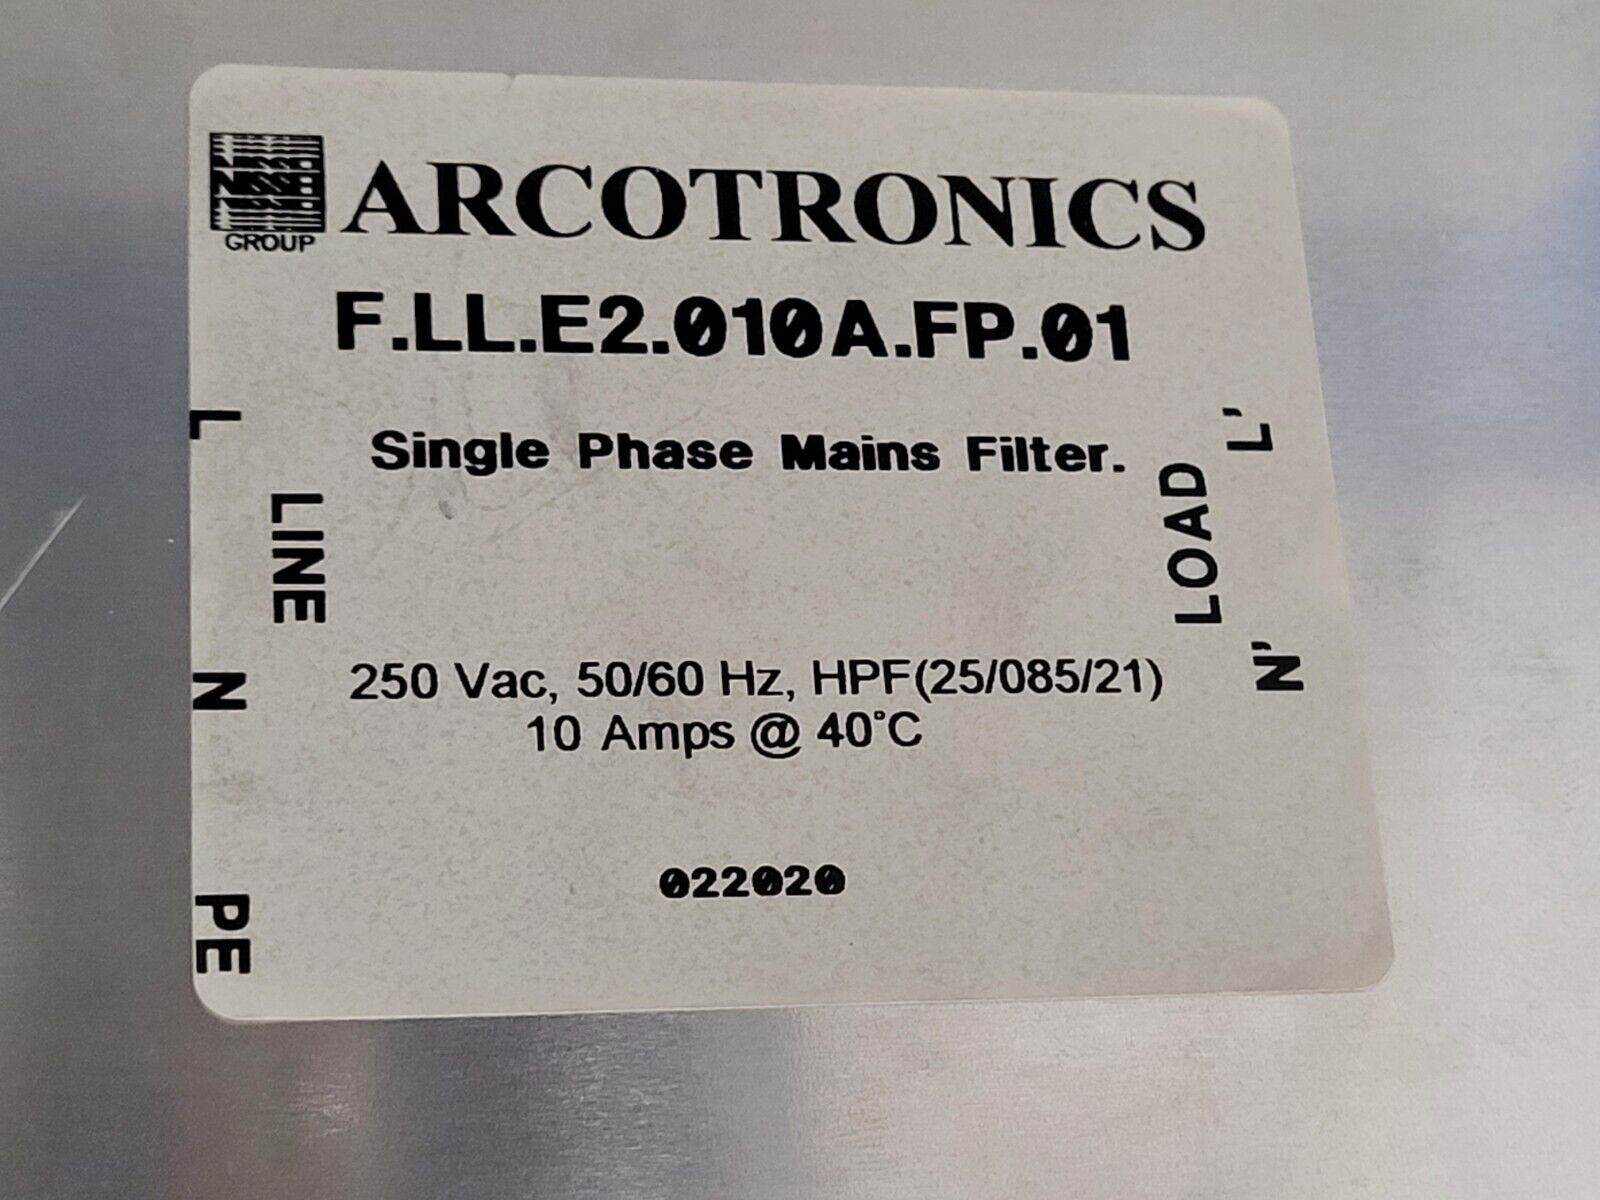 NISSEI
GROUP
ARCOTRONICS
F.LL.E2.010A.FP.01
Single Phase Mains Filter.
L
LINE
N
PE
L'
LOAD
N'
250 Vac, 50/60 Hz, HPF(25/085/21)
10 Amps @ 40°C
022020